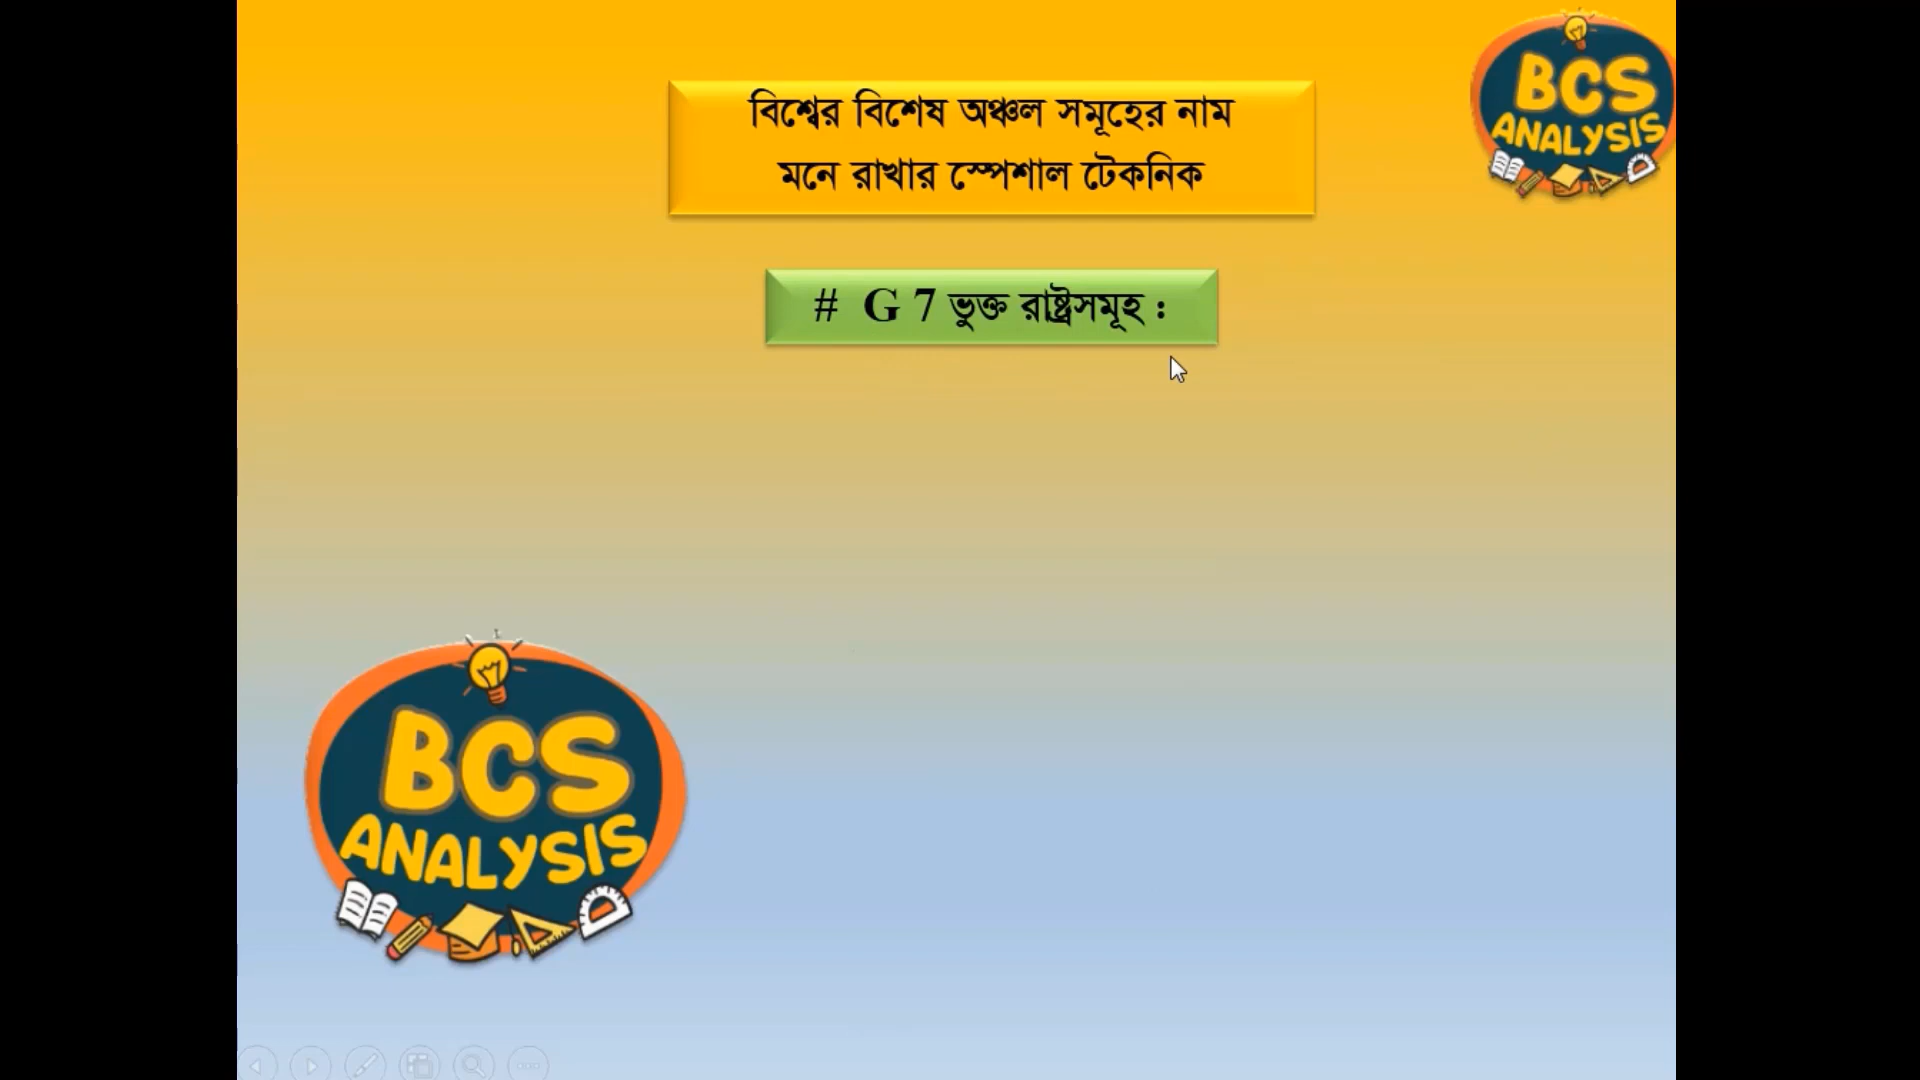 বিশ্বের বিশেষ অঞ্চল সমূহের নাম
মনে রাখার স্পেশাল টেকনিক
BCS
ANALYSIS
# G 7 ভুক্ত রাষ্ট্রসমূহ :
BCS
ANALYSIS